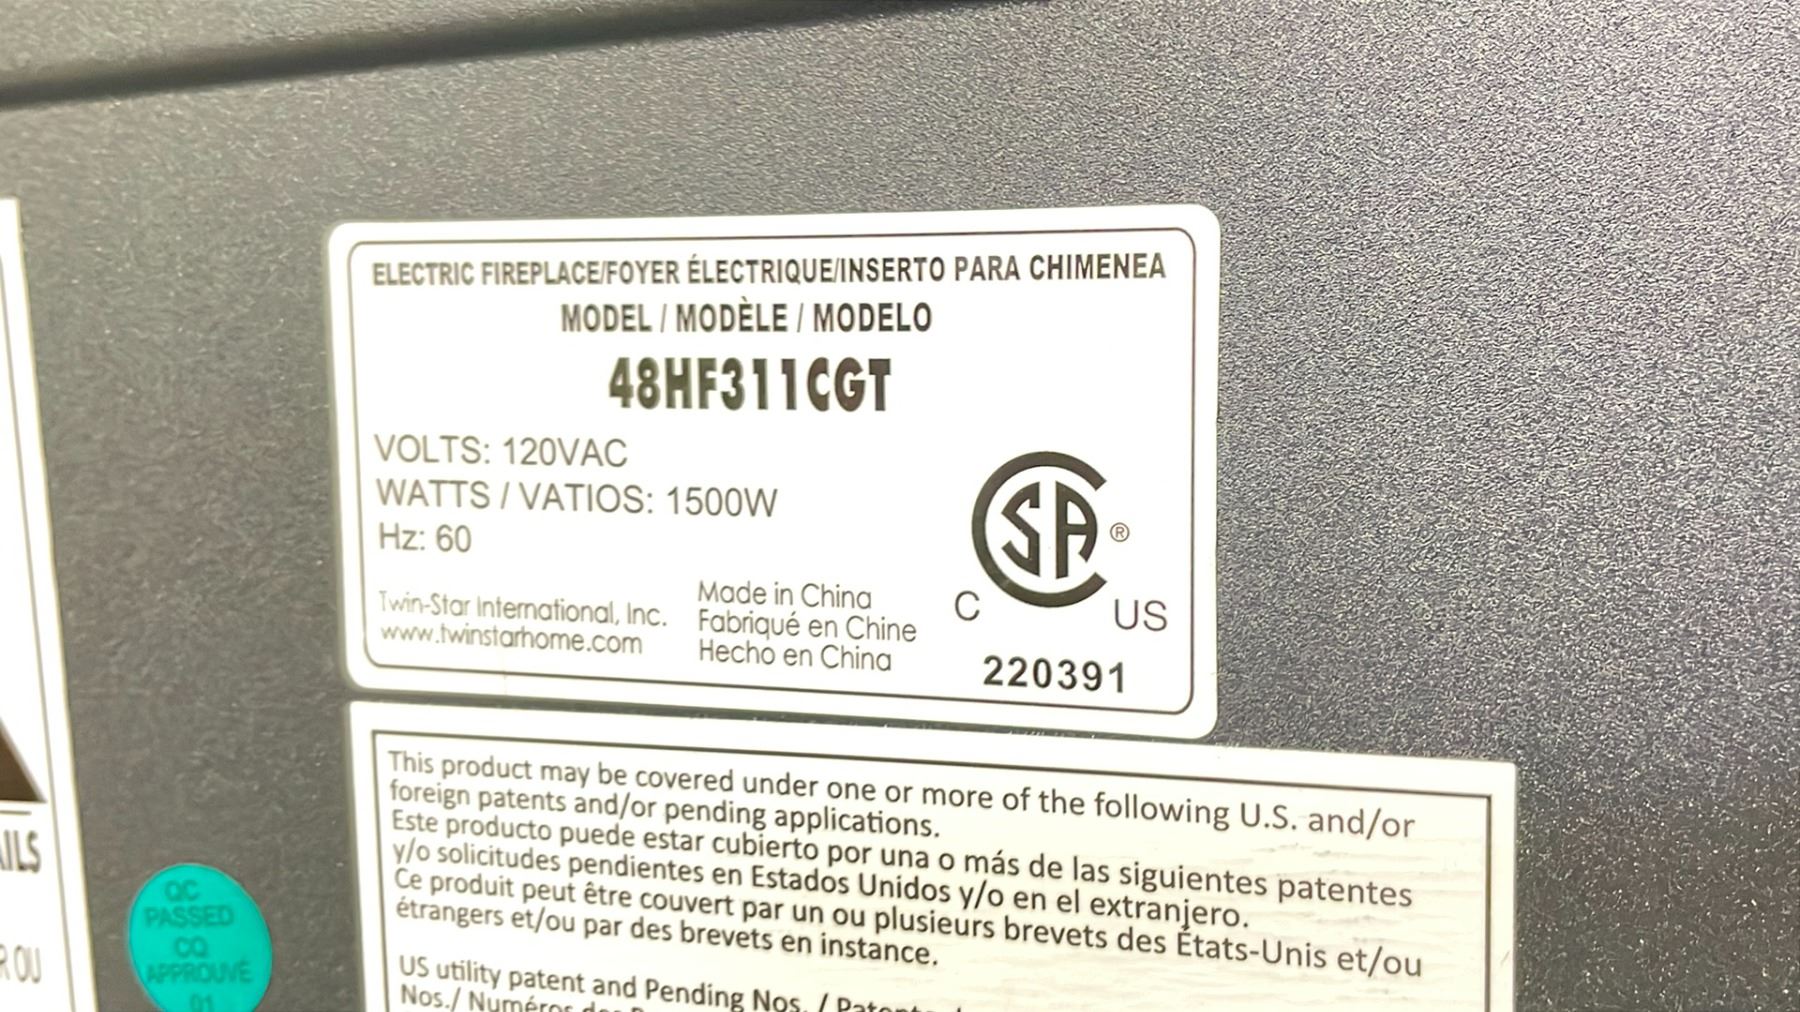 ELECTRIC FIREPLACE/FOYER ÉLECTRIQUE/INSERTO PARA CHIMENEA
MODEL / MODÈLE / MODELO
48HF311CGT
VOLTS: 120VAC
WATTS / VATIOS: 1500W
Hz: 60
Twin-Star International, Inc.
www.twinstarhome.com
Made in China
Fabriqué en Chine
Hecho en China
SA ®
C US
220391
This product may be covered under one or more of the following U.S. and/or
foreign patents and/or pending applications.
Este producto puede estar cubierto por una o más de las siguientes patentes
y/o solicitudes pendientes en Estados Unidos y/o en el extranjero.
Ce produit peut être couvert par un ou plusieurs brevets des États-Unis et/ou
étrangers et/ou par des brevets en instance.
US utility patent and Pending Nos. /
Nos./ Numéros
QC
PASSED
CQ
APPROUVÉ
01
OU